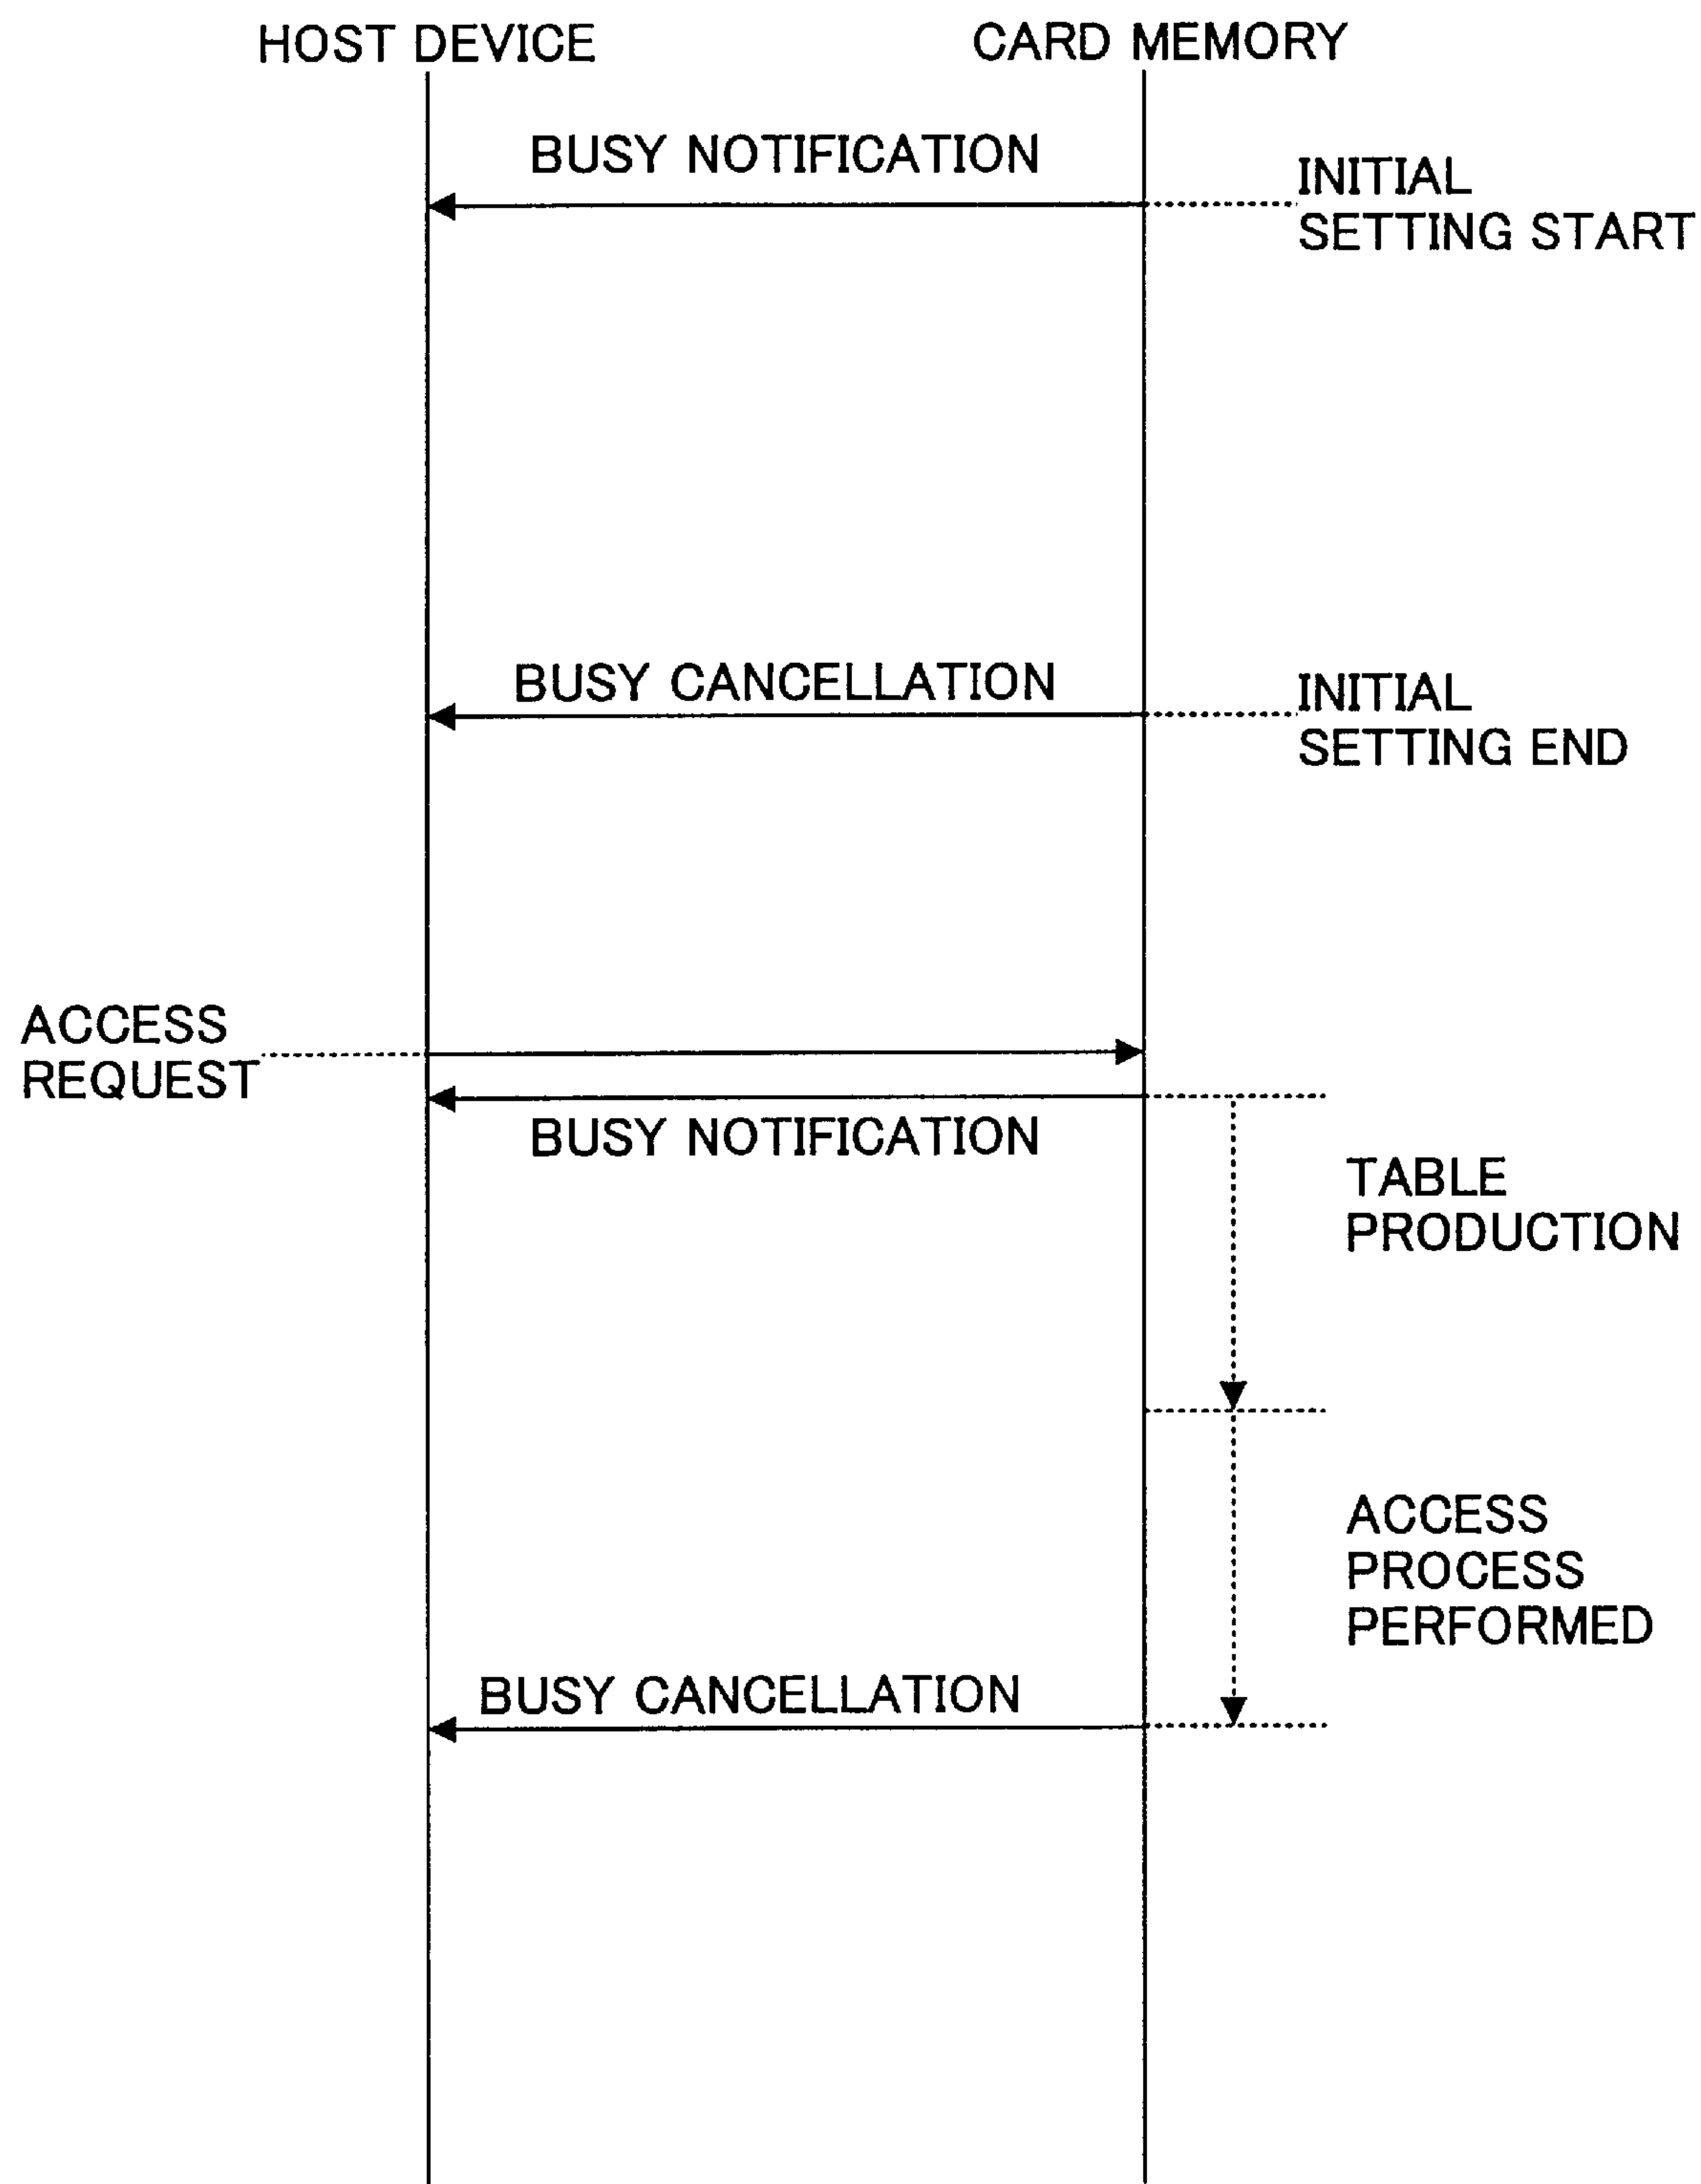 HOST DEVICE
CARD MEMORY
BUSY NOTIFICATION
INITIAL
SETTING START
BUSY CANCELLATION
INITIAL
SETTING END
ACCESS
REQUEST
BUSY NOTIFICATION
TABLE
PRODUCTION
ACCESS
PROCESS
PERFORMED
BUSY CANCELLATION